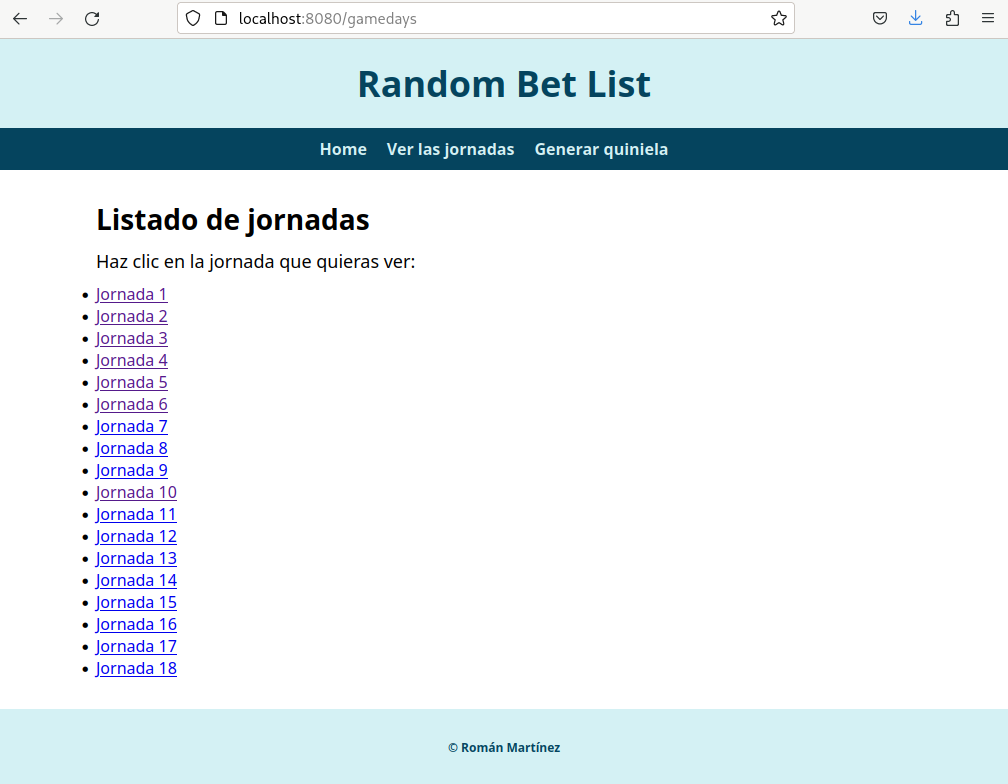 localhost:8080/gamedays
Random Bet List
Home Ver las jornadas Generar quiniela
Listado de jornadas
Haz clic en la jornada que quieras ver:
• Jornada 1
• Jornada 2
• Jornada 3
• Jornada 4
• Jornada 5
• Jornada 6
• Jornada 7
• Jornada 8
• Jornada 9
• Jornada 10
• Jornada 11
• Jornada 12
• Jornada 13
• Jornada 14
• Jornada 15
• Jornada 16
• Jornada 17
• Jornada 18
© Román Martínez